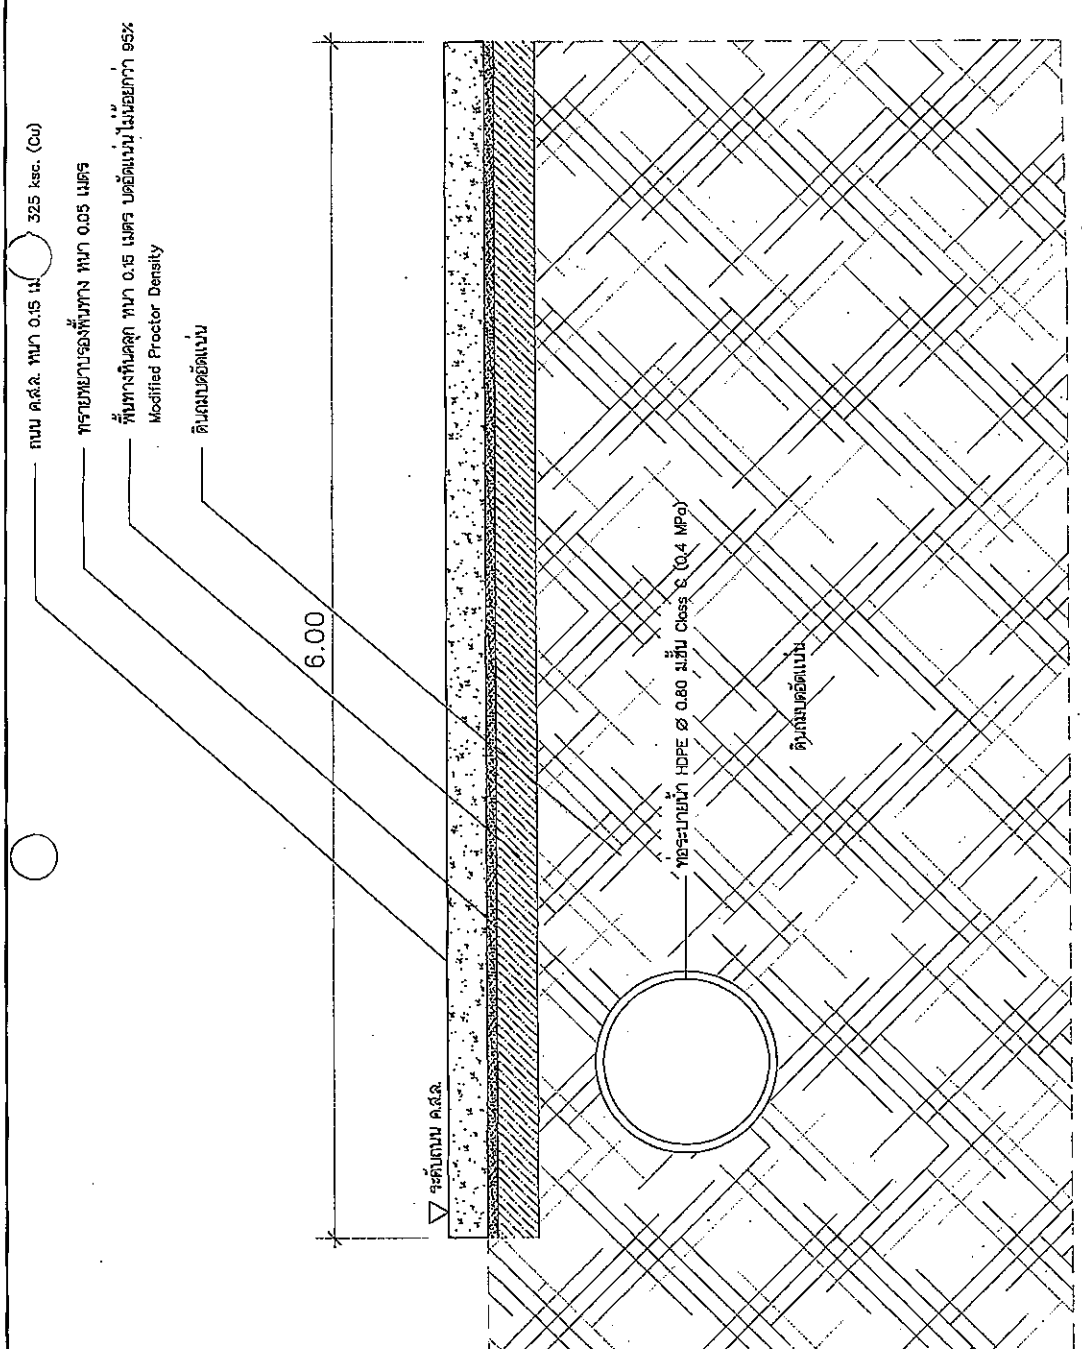 ถนน ค.ส.ล. หนา 0.15 เม 325 ksc. (Cu)
ทรายหยาบรองพื้นทาง หนา 0.05 เมตร
พื้นทางหินคลุก หนา 0.15 เมตร บดอัดแน่นไม่น้อยกว่า 95%
Modified Proctor Density
ดินถมบดอัดแน่น
6.00
ระดับถนน ค.ส.ล.
ท่อระบายน้ำ HDPE Ø 0.80 ม.ชั้น Class C (0.4 MPa)
ดินถมบดอัดแน่น